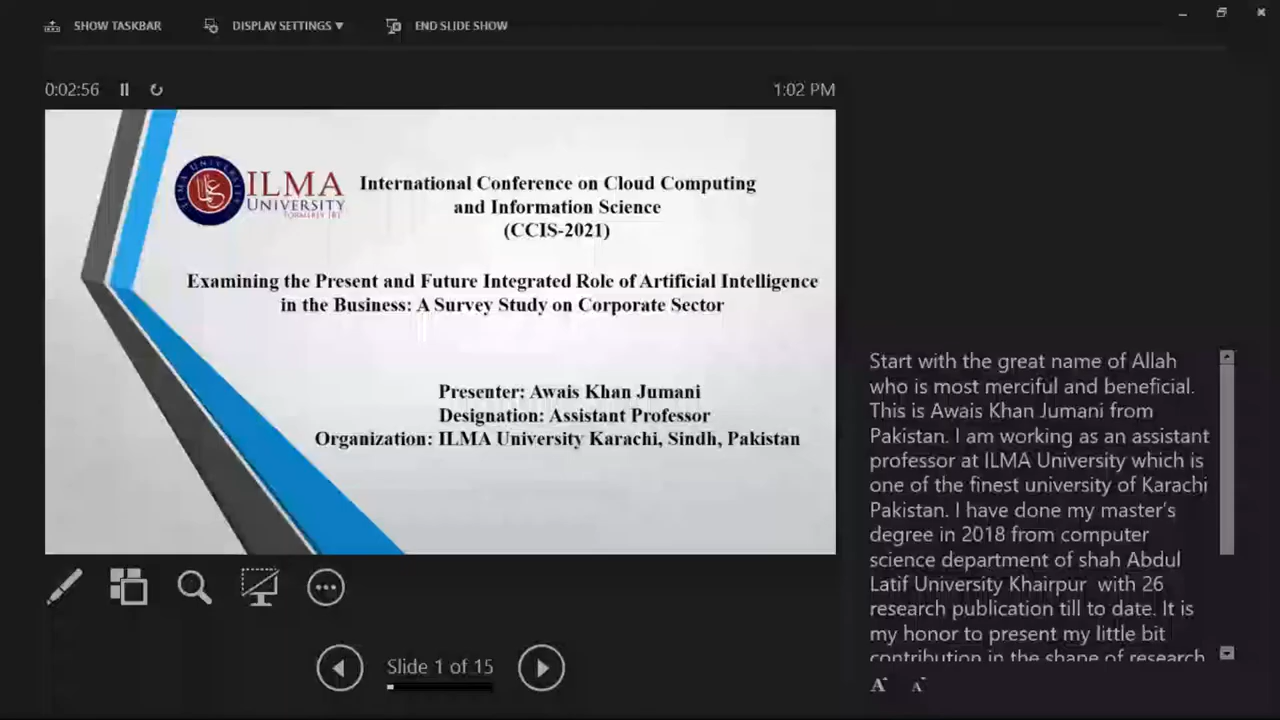 SHOW TASKBAR
DISPLAY SETTINGS ▼
END SLIDE SHOW
0:02:56
1:02 PM
ILMA
UNIVERSITY
International Conference on Cloud Computing
and Information Science
(CCIS-2021)
Examining the Present and Future Integrated Role of Artificial Intelligence
in the Business: A Survey Study on Corporate Sector
Presenter: Awais Khan Jumani
Designation: Assistant Professor
Organization: ILMA University Karachi, Sindh, Pakistan
Start with the great name of Allah
who is most merciful and beneficial.
This is Awais Khan Jumani from
Pakistan. I am working as an assistant
professor at ILMA University which is
one of the finest university of Karachi
Pakistan. I have done my master's
degree in 2018 from computer
science department of shah Abdul
Latif University Khairpur with 26
research publication till to date. It is
my honor to present my little bit
contribution in the shape of research
Slide 1 of 15
A A